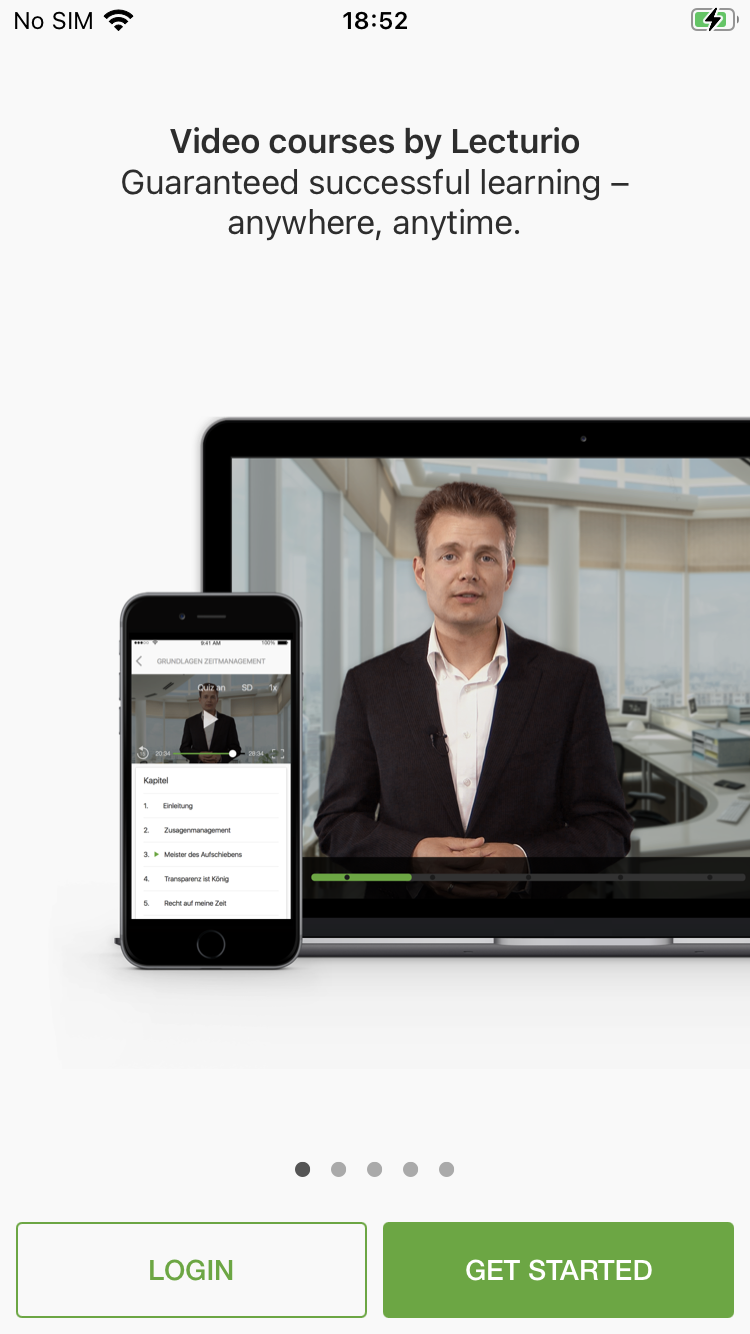 No SIM 18:52
Video courses by Lecturio
Guaranteed successful learning –
anywhere, anytime.
9:41 AM 100%
GRUNDLAGEN ZEITMANAGEMENT
Quiz an SD 1x
15 20:34 26:34
Kapitel
1. Einleitung
2. Zusagenmanagement
3. Meister des Aufschiebens
4. Transparenz ist König
5. Recht auf meine Zeit
LOGIN GET STARTED